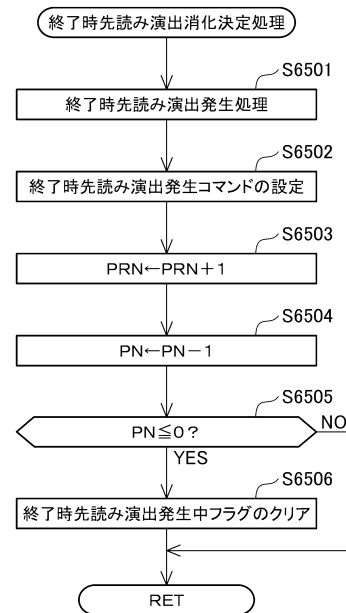 終了時先読み演出消化決定処理
S6501
終了時先読み演出発生処理
S6502
終了時先読み演出発生コマンドの設定
S6503
PRN←PRN+1
S6504
PN←PN-1
S6505
PN≦0?
NO
YES
S6506
終了時先読み演出発生中フラグのクリア
RET